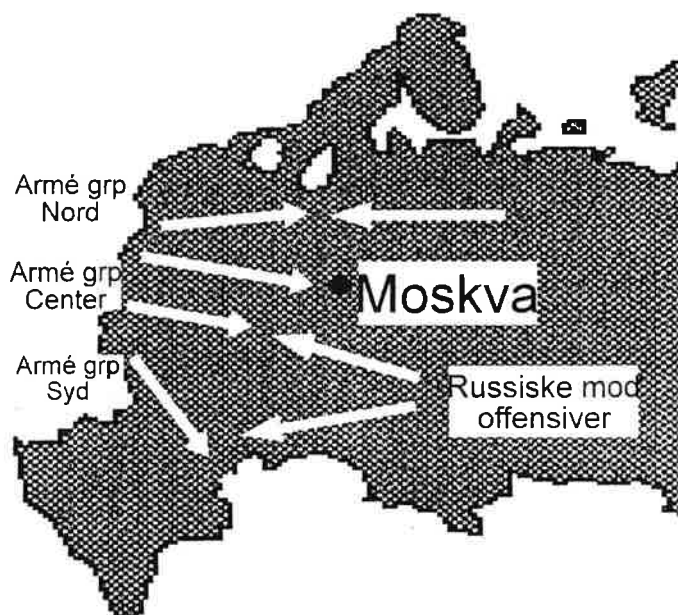 Armé grp
Nord
Armé grp
Center
Moskva
Armé grp
Syd
Russiske mod
offensiver